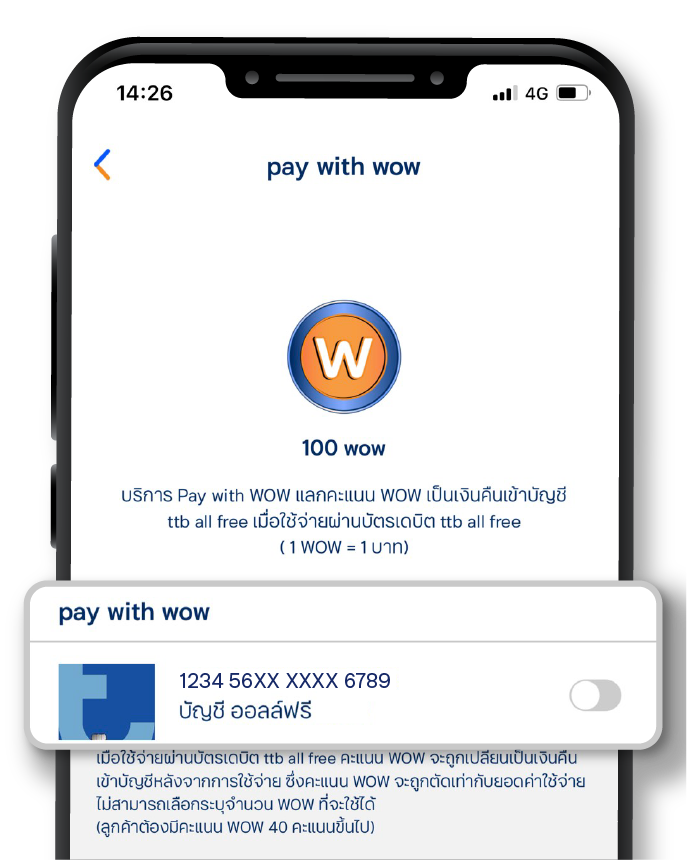 14:26
4G
pay with wow
W
100 wow
บริการ Pay with WOW แลกคะแนน WOW เป็นเงินคืนเข้าบัญชี
ttb all free เมื่อใช้จ่ายผ่านบัตรเดบิต ttb all free
( 1 WOW = 1 บาท)
pay with wow
1234 56XX XXXX 6789
บัญชี ออลล์ฟรี
เมื่อใช้จ่ายผ่านบัตรเดบิต ttb all free คะแนน WOW จะถูกเปลี่ยนเป็นเงินคืน
เข้าบัญชีหลังจากการใช้จ่าย ซึ่งคะแนน WOW จะถูกตัดเท่ากับยอดค่าใช้จ่าย
ไม่สามารถเลือกระบุจำนวน WOW ที่จะใช้ได้
(ลูกค้าต้องมีคะแนน WOW 40 คะแนนขึ้นไป)